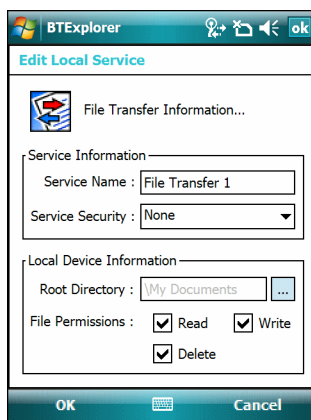 BTExplorer ok
Edit Local Service
File Transfer Information...
Service Information
Service Name : File Transfer 1
Service Security : None
Local Device Information
Root Directory : \My Documents ...
File Permissions : Read Write
Delete
OK Cancel